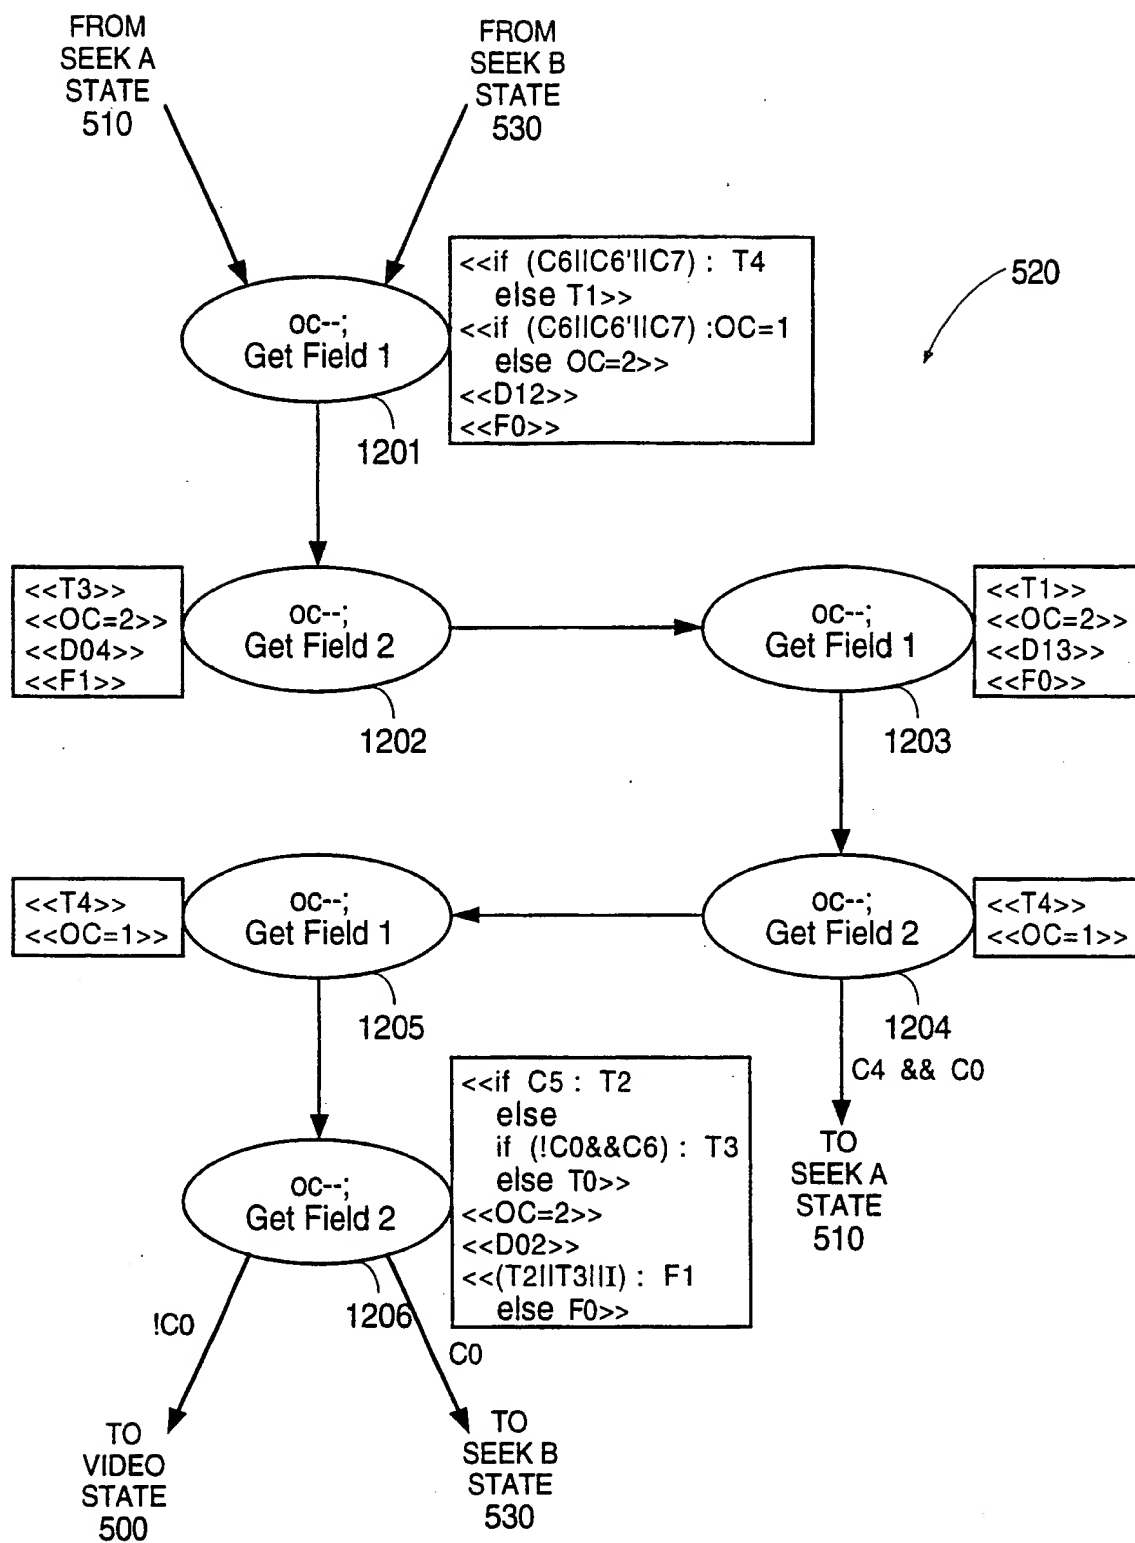 FROM
SEEK A
STATE
510
FROM
SEEK B
STATE
530
520
oc--;
Get Field 1
1201
<<if (C6||C6'||C7) : T4
else T1>>
<<if (C6||C6'||C7) :OC=1
else OC=2>>
<<D12>>
<<F0>>
<<T3>>
<<OC=2>>
<<D04>>
<<F1>>
oc--;
Get Field 2
1202
oc--;
Get Field 1
1203
<<T1>>
<<OC=2>>
<<D13>>
<<F0>>
<<T4>>
<<OC=1>>
oc--;
Get Field 1
1205
oc--;
Get Field 2
1204
<<T4>>
<<OC=1>>
C4 && C0
TO
SEEK A
STATE
510
oc--;
Get Field 2
1206
<<if C5 : T2
else
if (!C0&&C6) : T3
else T0>>
<<OC=2>>
<<D02>>
<<(T2||T3||I) : F1
else F0>>
!C0
C0
TO
VIDEO
STATE
500
TO
SEEK B
STATE
530